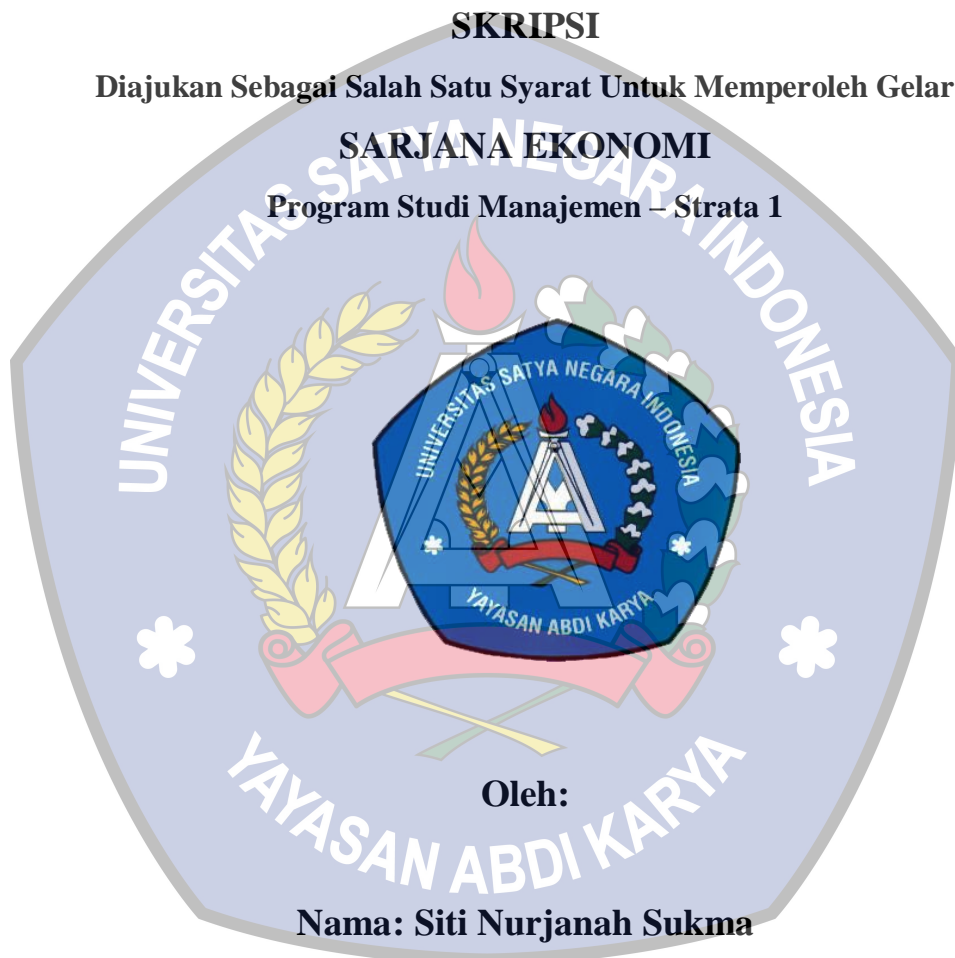 SKRIPSI
Diajukan Sebagai Salah Satu Syarat Untuk Memperoleh Gelar
SARJANA EKONOMI
Program Studi Manajemen – Strata 1
UNIVERSITAS SATYA NEGARA INDONESIA
UNIVERSITAS SATYA NEGARA INDONESIA
YAYASAN ABDI KARYA
Oleh:
YAYASAN ABDI KARYA
Nama: Siti Nurjanah Sukma